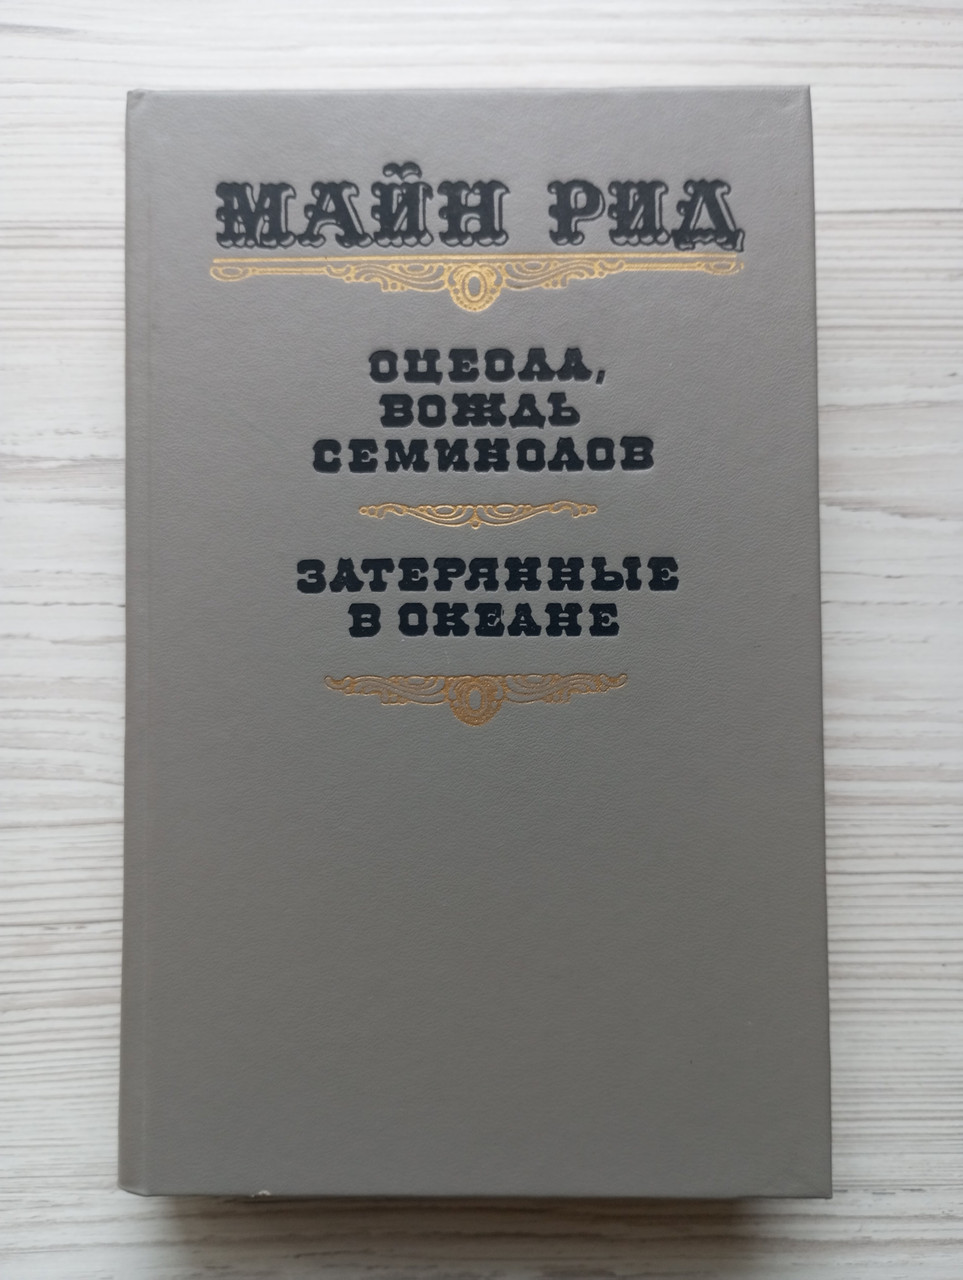 МАЙН РИД
ОЦЕОЛА,
ВОЖДЬ
СЕМИНОЛОВ
ЗАТЕРЯННЫЕ
В ОКЕАНЕ